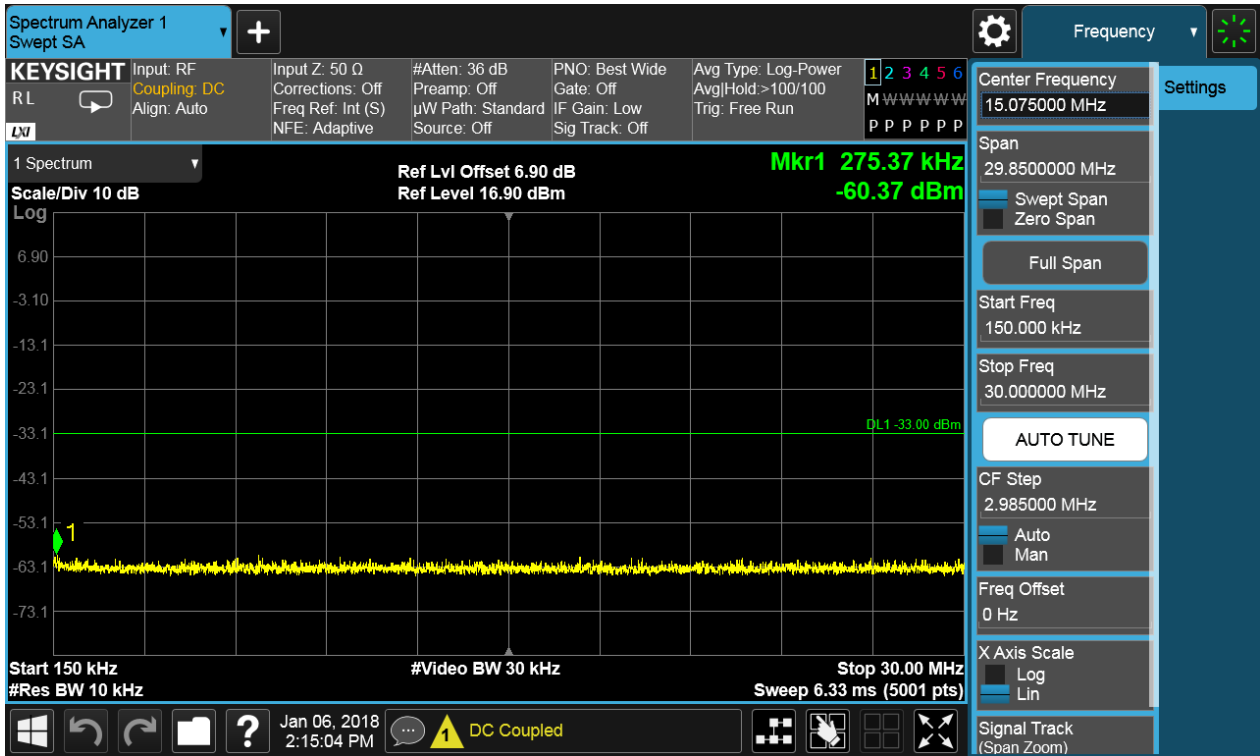 Spectrum Analyzer 1
Swept SA
+
Frequency
KEYSIGHT
RL
LXI
Input: RF
Coupling: DC
Align: Auto
Input Z: 50 Ω
Corrections: Off
Freq Ref: Int (S)
NFE: Adaptive
#Atten: 36 dB
Preamp: Off
µW Path: Standard
Source: Off
PNO: Best Wide
Gate: Off
IF Gain: Low
Sig Track: Off
Avg Type: Log-Power
Avg|Hold:>100/100
Trig: Free Run
1 2 3 4 5 6
M W W W W W
P P P P P P
1 Spectrum
Scale/Div 10 dB
Log
Ref Lvl Offset 6.90 dB
Ref Level 16.90 dBm
Mkr1 275.37 kHz
-60.37 dBm
6.90
-3.10
-13.1
-23.1
-33.1
DL1 -33.00 dBm
-43.1
-53.1
1
-63.1
-73.1
Start 150 kHz
#Res BW 10 kHz
#Video BW 30 kHz
Stop 30.00 MHz
Sweep 6.33 ms (5001 pts)
Center Frequency
15.075000 MHz
Span
29.8500000 MHz
Swept Span
Zero Span
Full Span
Start Freq
150.000 kHz
Stop Freq
30.000000 MHz
AUTO TUNE
CF Step
2.985000 MHz
Auto
Man
Freq Offset
0 Hz
X Axis Scale
Log
Lin
Signal Track
(Span Zoom)
Settings
?
Jan 06, 2018
2:15:04 PM
1
DC Coupled